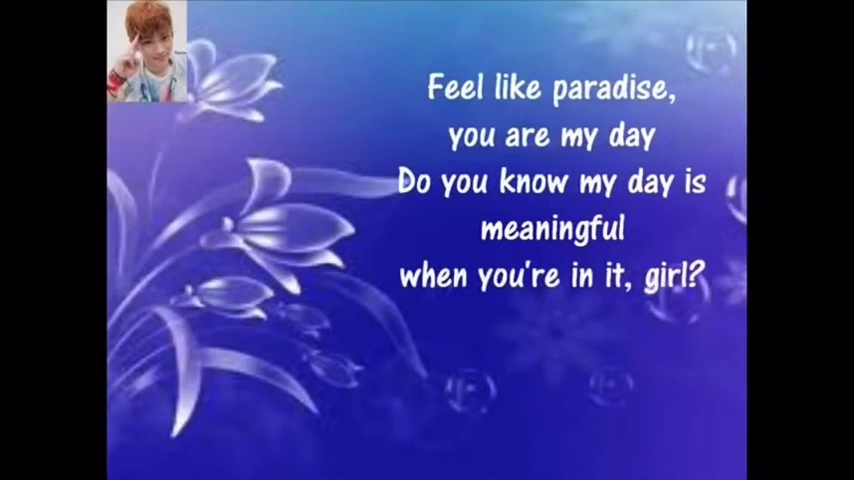 Feel like paradise,
you are my day
Do you know my day is
meaningful
when you're in it, girl?